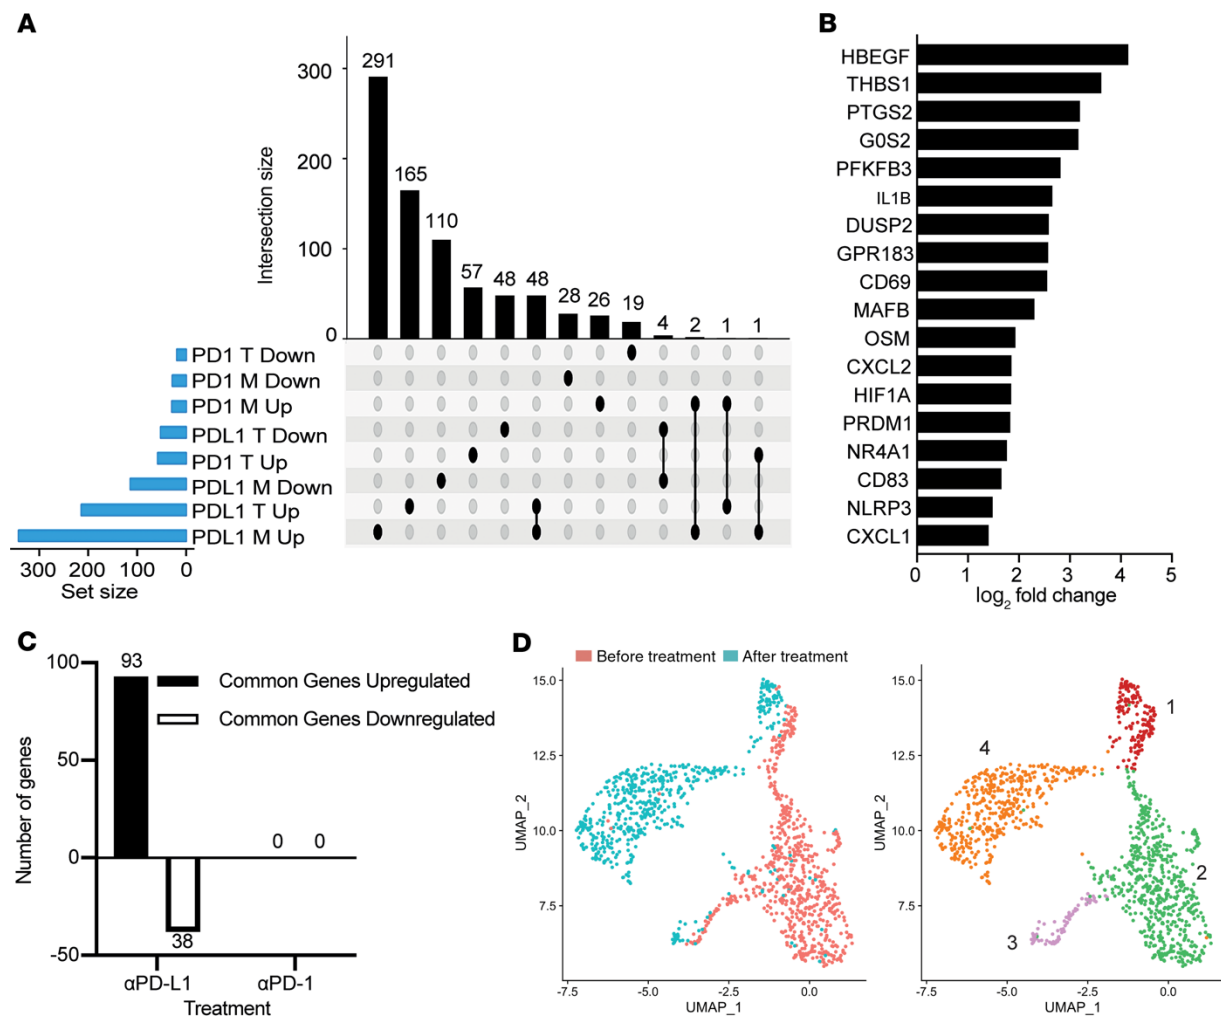 A
Intersection size
300
200
100
0
291
165
110
57
48
48
28
26
19
4
2
1
1
PD1 T Down
PD1 M Down
PD1 M Up
PDL1 T Down
PD1 T Up
PDL1 M Down
PDL1 T Up
PDL1 M Up
300 200 100 0
Set size
B
HBEGF
THBS1
PTGS2
G0S2
PFKFB3
IL1B
DUSP2
GPR183
CD69
MAFB
OSM
CXCL2
HIF1A
PRDM1
NR4A1
CD83
NLRP3
CXCL1
0 1 2 3 4 5
log2 fold change
C
Number of genes
100
50
0
-50
93
38
0 0
Common Genes Upregulated
Common Genes Downregulated
αPD-L1 αPD-1
Treatment
D
Before treatment After treatment
UMAP_2
15.0
12.5
10.0
7.5
-7.5 -5.0 -2.5 0.0
UMAP_1
UMAP_2
15.0
12.5
10.0
7.5
1
4
2
3
-7.5 -5.0 -2.5 0.0
UMAP_1